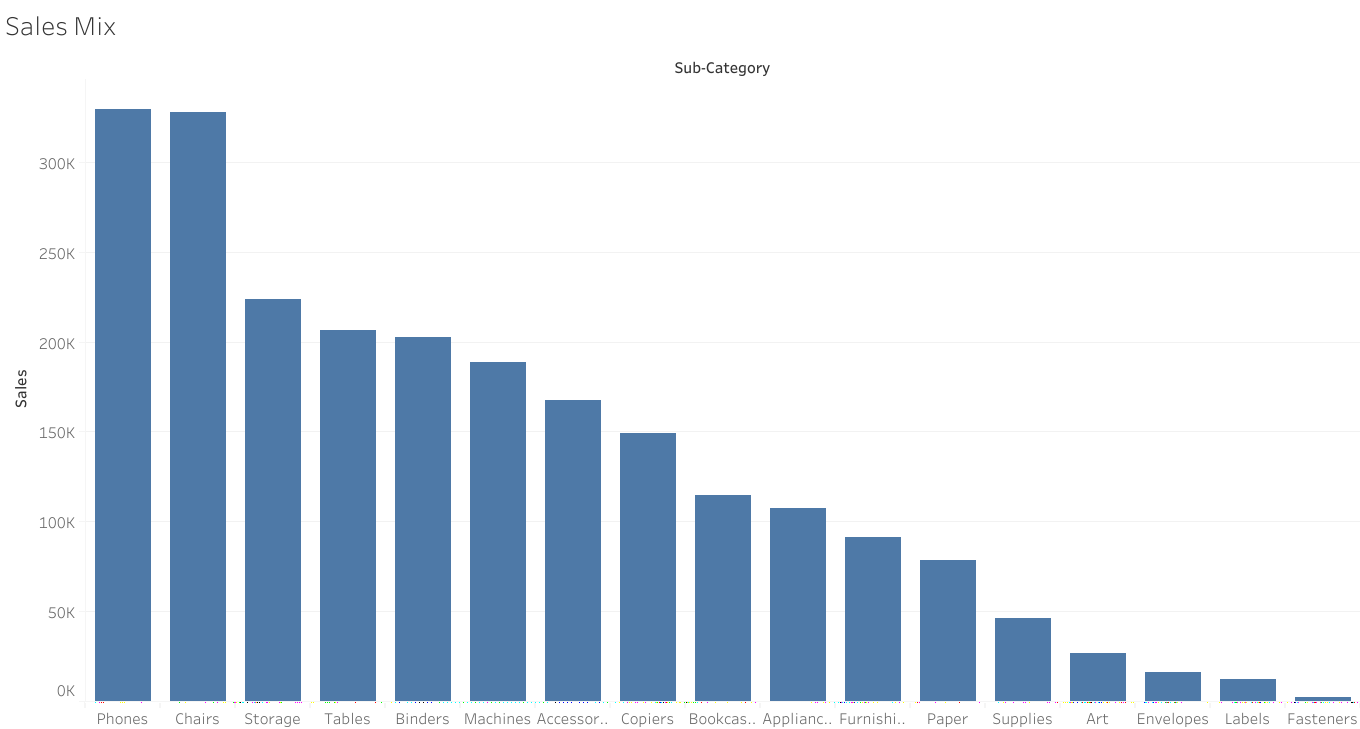 Sales Mix
Sub-Category
300K
250K
200K
150K
100K
50K
0K
Sales
Phones Chairs Storage Tables Binders Machines Accessor.. Copiers Bookcas.. Applianc.. Furnishi.. Paper Supplies Art Envelopes Labels Fasteners